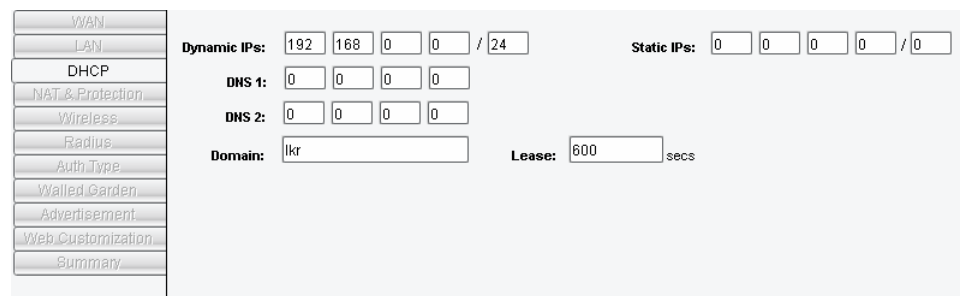 WAN
LAN
DHCP
NAT & Protection
Wireless
Radius
Auth Type
Walled Garden
Advertisement
Web Customization
Summary
Dynamic IPs: 192 168 0 0 / 24 Static IPs: 0 0 0 0 / 0
DNS 1: 0 0 0 0
DNS 2: 0 0 0 0
Domain: lkr Lease: 600 secs